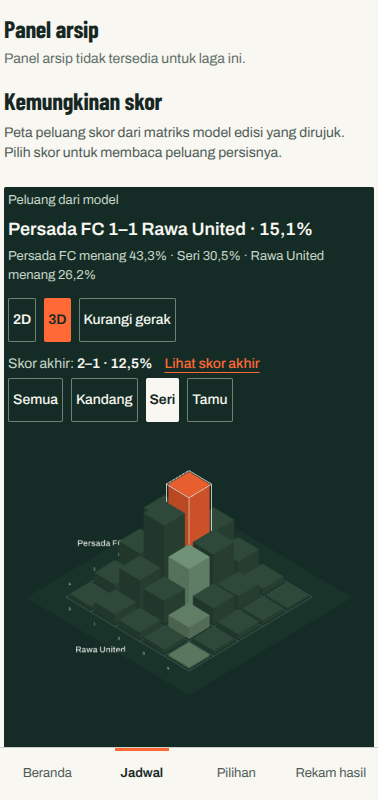 Panel arsip
Panel arsip tidak tersedia untuk laga ini.
Kemungkinan skor
Peta peluang skor dari matriks model edisi yang dirujuk.
Pilih skor untuk membaca peluang persisnya.
Peluang dari model
Persada FC 1–1 Rawa United · 15,1%
Persada FC menang 43,3% · Seri 30,5% · Rawa United
menang 26,2%
2D 3D Kurangi gerak
Skor akhir: 2–1 · 12,5% Lihat skor akhir
Semua Kandang Seri Tamu
Persada
Rawa United
Beranda Jadwal Pilihan Rekam hasil